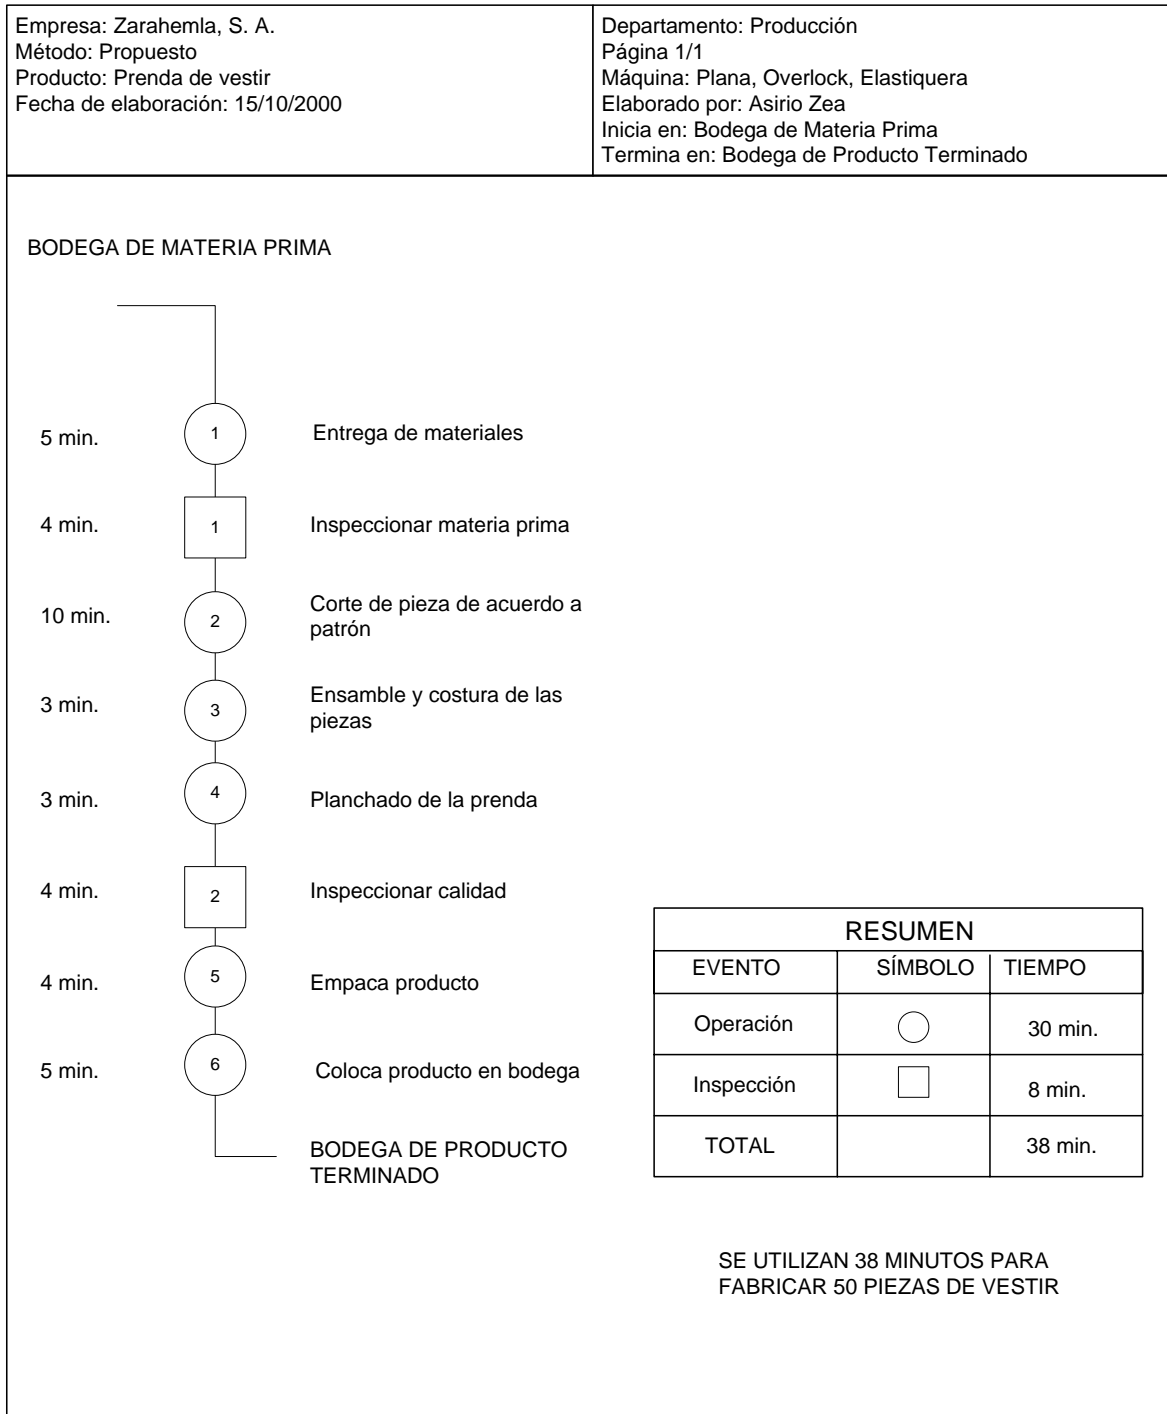 Empresa: Zarahemla, S. A.
Método: Propuesto
Producto: Prenda de vestir
Fecha de elaboración: 15/10/2000
Departamento: Producción
Página 1/1
Máquina: Plana, Overlock, Elastiquera
Elaborado por: Asirio Zea
Inicia en: Bodega de Materia Prima
Termina en: Bodega de Producto Terminado
BODEGA DE MATERIA PRIMA
5 min.
1
Entrega de materiales
4 min.
1
Inspeccionar materia prima
10 min.
2
Corte de pieza de acuerdo a
patrón
3 min.
3
Ensamble y costura de las
piezas
3 min.
4
Planchado de la prenda
4 min.
2
Inspeccionar calidad
4 min.
5
Empaca producto
5 min.
6
Coloca producto en bodega
BODEGA DE PRODUCTO
TERMINADO
RESUMEN
EVENTO SÍMBOLO TIEMPO
Operación 30 min.
Inspección 8 min.
TOTAL 38 min.
SE UTILIZAN 38 MINUTOS PARA
FABRICAR 50 PIEZAS DE VESTIR